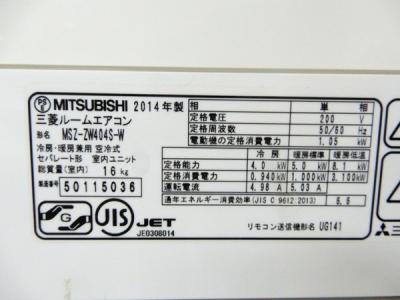 PS E
MITSUBISHI 2014年製
三菱ルームエアコン
形名 MSZ-ZW404S-W
冷房・暖房兼用 空冷式
セパレート形 室内ユニット
総質量(室内) 16 kg
製造番号 50115036
G JIS JET
JE0308014
相 単 相
定格電圧 200 V
定格周波数 50/60 Hz
電動機の定格消費電力 1.05 kW
冷房 暖房標準 暖房低温
定格能力 4.0 kW 5.0 kW 8.1 kW
定格消費電力 0.940 kW 1.000 kW 3.100 kW
運転電流 4.98 A 5.03 A
通年エネルギー消費効率(JIS C 9612:2013) 6.6
リモコン送信機形名 UG141
三